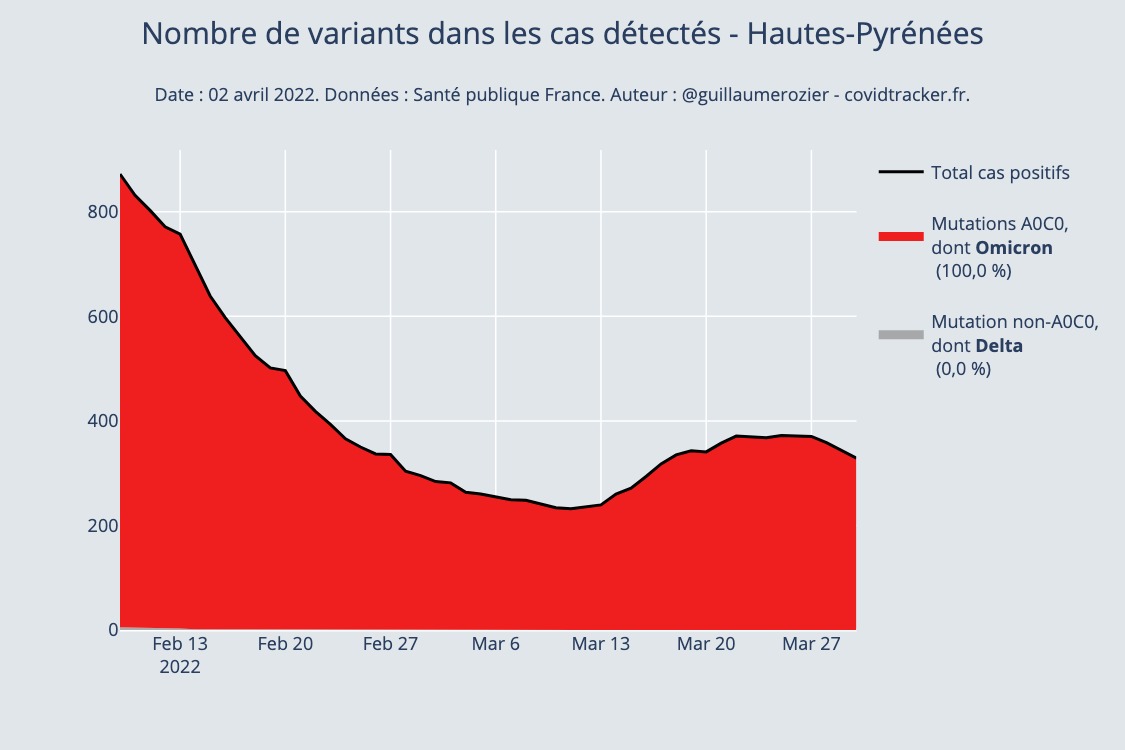 Nombre de variants dans les cas détectés - Hautes-Pyrénées
Date : 02 avril 2022. Données : Santé publique France. Auteur : @guillaumerozier - covidtracker.fr.
Total cas positifs
Mutations A0C0,
dont Omicron
(100,0 %)
Mutation non-A0C0,
dont Delta
(0,0 %)
800
600
400
200
0
Feb 13
2022
Feb 20
Feb 27
Mar 6
Mar 13
Mar 20
Mar 27